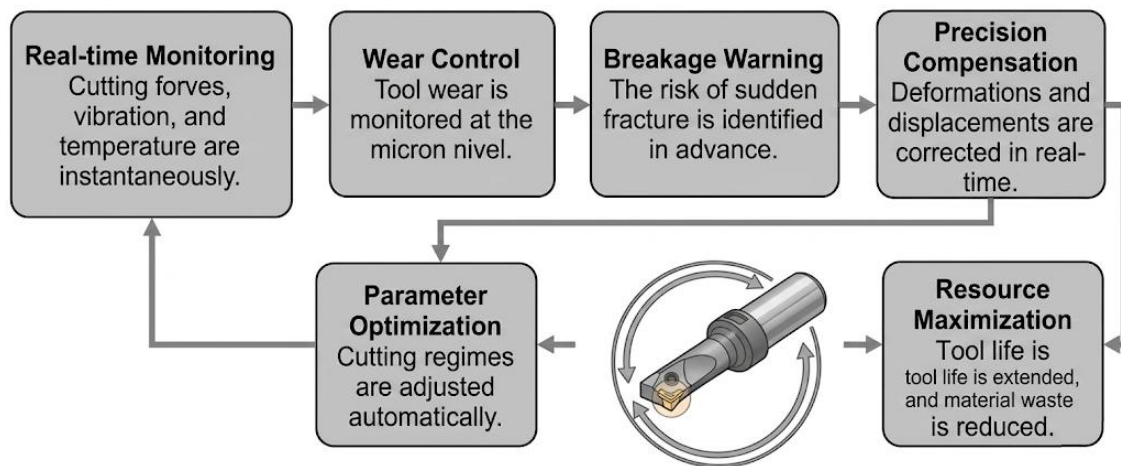 Real-time Monitoring
Cutting forves,
vibration, and
temperature are
instantaneously.
Wear Control
Tool wear is
monitored at the
micron nivel.
Breakage Warning
The risk of sudden
fracture is identified
in advance.
Precision
Compensation
Deformations and
displacements are
corrected in real-
time.
Parameter
Optimization
Cutting regimes
are adjusted
automatically.
Resource
Maximization
Tool life is
tool life is extended,
and material waste
is reduced.